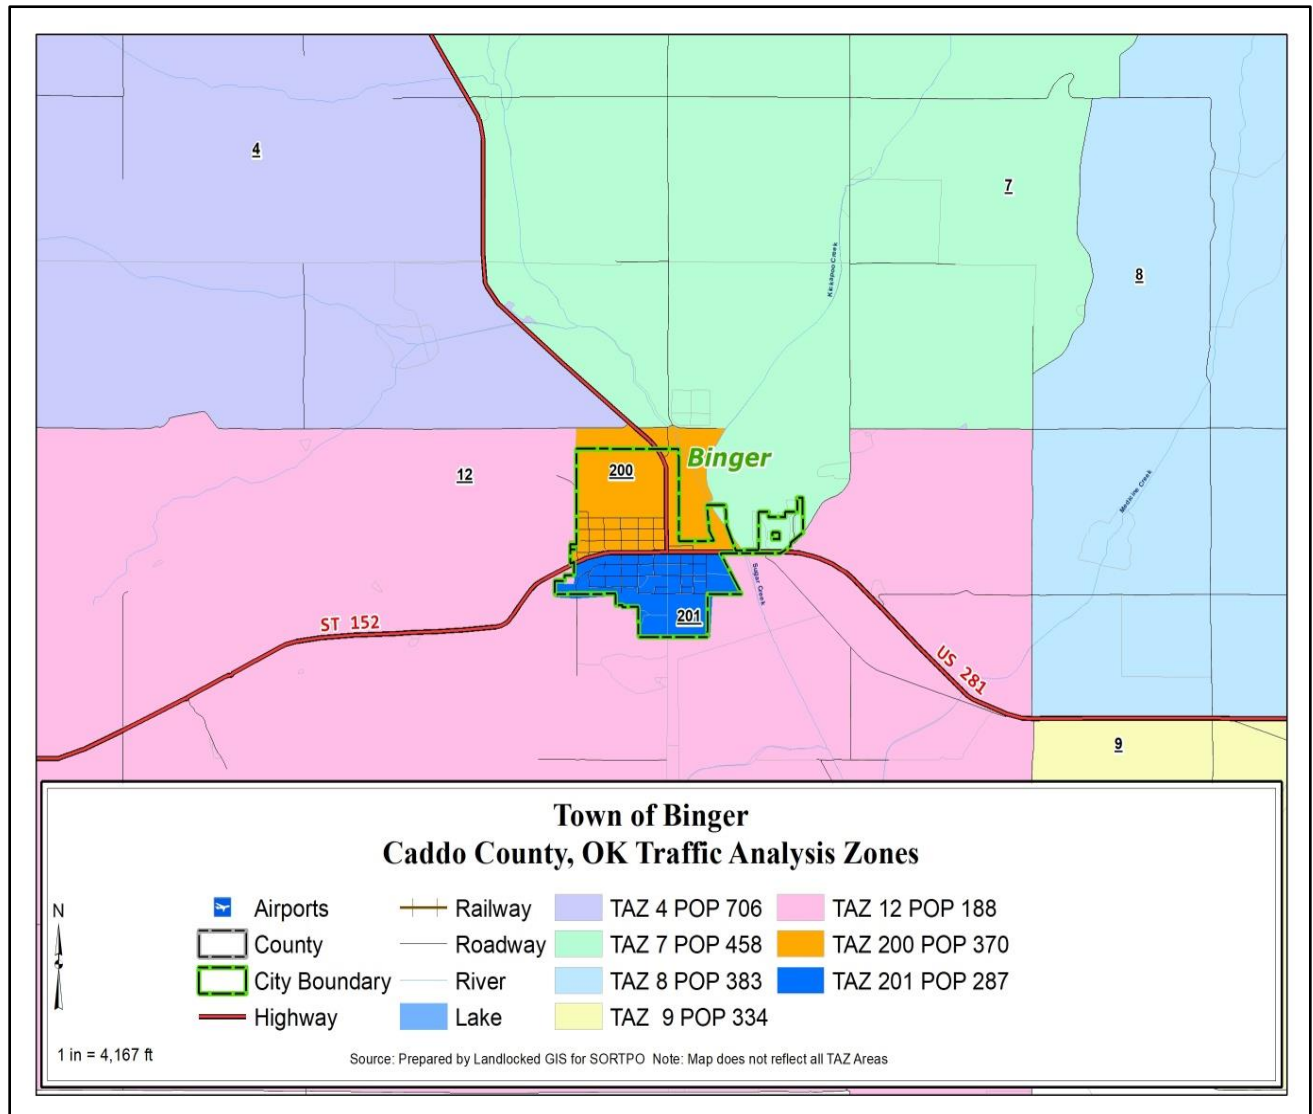 4
7
Kickapoo Creek
8
Binger
12
200
Medicine Creek
Sugar Creek
201
ST 152
US 281
9
Town of Binger
Caddo County, OK Traffic Analysis Zones
N
Airports
County
City Boundary
Highway
Railway
Roadway
River
Lake
TAZ 4 POP 706
TAZ 7 POP 458
TAZ 8 POP 383
TAZ  9 POP 334
TAZ 12 POP 188
TAZ 200 POP 370
TAZ 201 POP 287
1 in = 4,167 ft
Source: Prepared by Landlocked GIS for SORTPO  Note: Map does not reflect all TAZ Areas